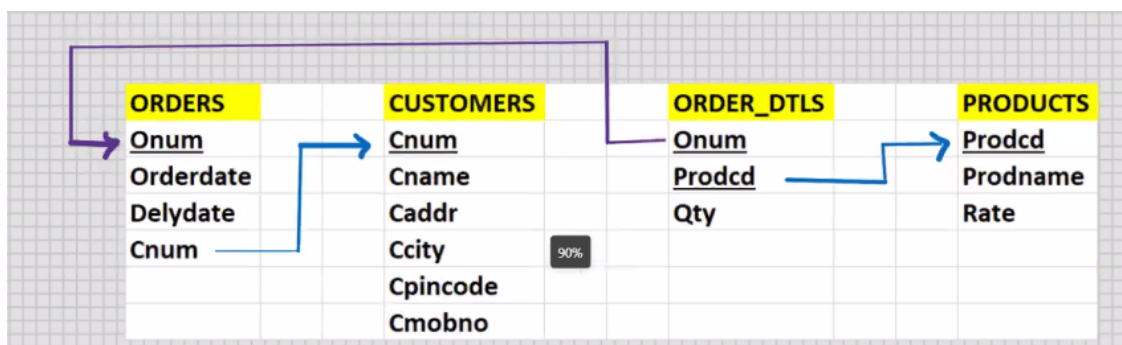 ORDERS CUSTOMERS ORDER_DTLS PRODUCTS
Onum Cnum Onum Prodcd
Orderdate Cname Prodcd Prodname
Delydate Caddr Qty Rate
Cnum Ccity 90%
Cpincode
Cmobno